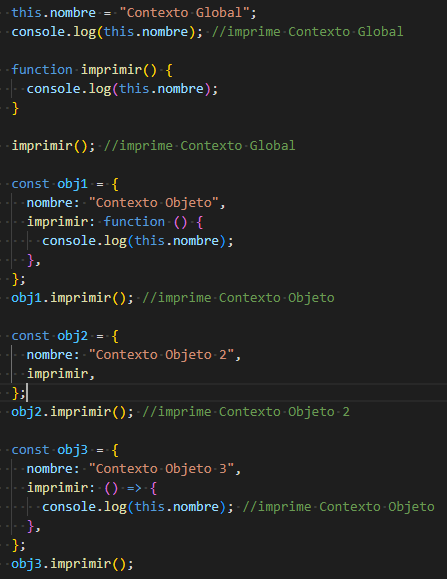 this.nombre = "Contexto Global";
console.log(this.nombre); //imprime Contexto Global
function imprimir() {
console.log(this.nombre);
}
imprimir(); //imprime Contexto Global
const obj1 = {
nombre: "Contexto Objeto",
imprimir: function () {
console.log(this.nombre);
},
};
obj1.imprimir(); //imprime Contexto Objeto
const obj2 = {
nombre: "Contexto Objeto 2",
imprimir,
};
obj2.imprimir(); //imprime Contexto Objeto 2
const obj3 = {
nombre: "Contexto Objeto 3",
imprimir: () => {
console.log(this.nombre); //imprime Contexto Objeto
},
};
obj3.imprimir();